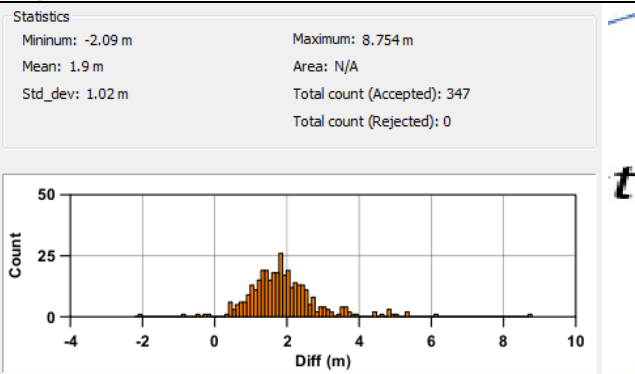 Statistics
Mininum: -2.09 m
Maximum: 8.754 m
Mean: 1.9 m
Area: N/A
Std_dev: 1.02 m
Total count (Accepted): 347
Total count (Rejected): 0
t
50
25
0
Count
-4 -2 0 2 4 6 8 10
Diff (m)